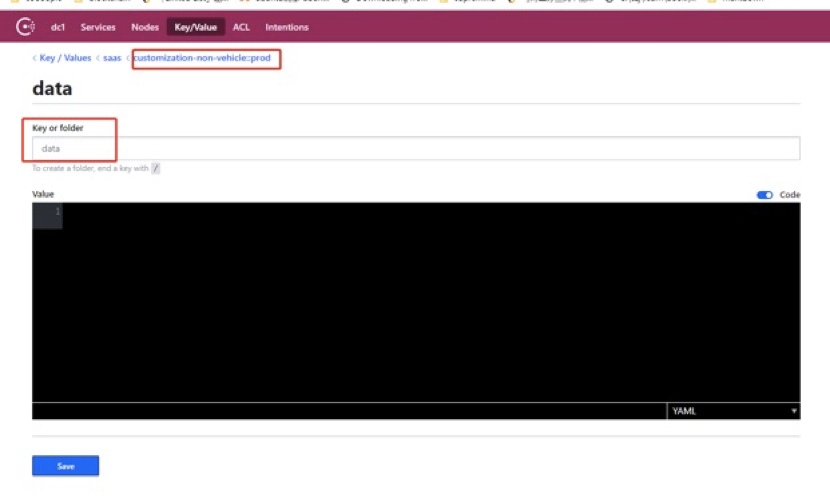 dc1 Services Nodes Key/Value ACL Intentions
< Key / Values < saas < customization-non-vehicle::prod
data
Key or folder
data
To create a folder, end a key with /
Value Code
1
YAML
Save